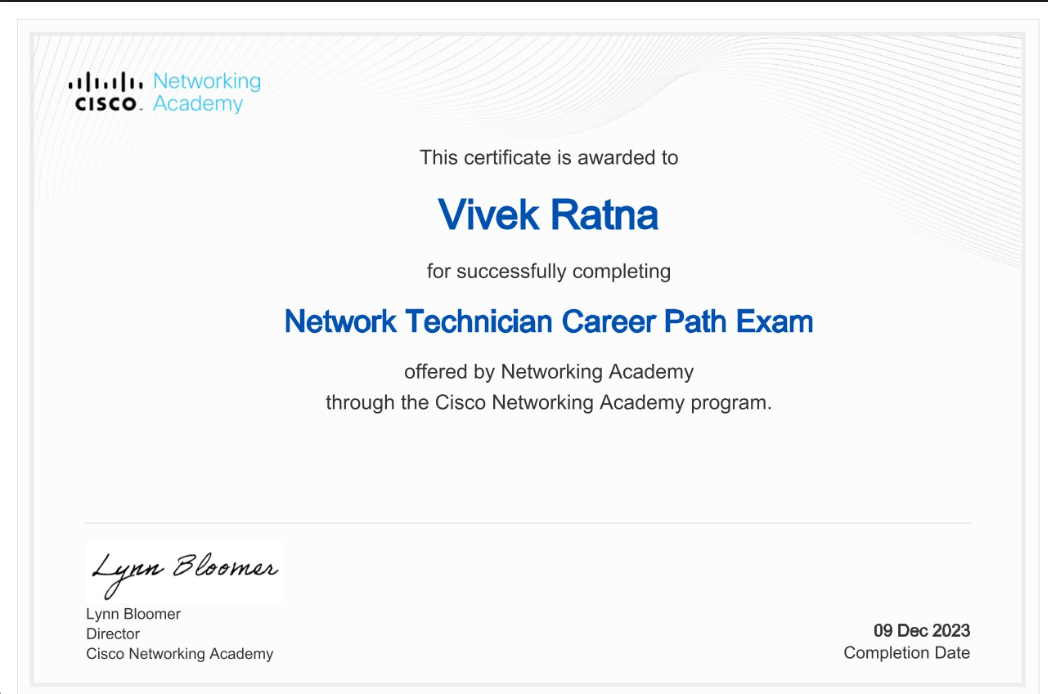 Networking
CISCO Academy
This certificate is awarded to
Vivek Ratna
for successfully completing
Network Technician Career Path Exam
offered by Networking Academy
through the Cisco Networking Academy program.
Lynn Bloomer
Lynn Bloomer
Director
Cisco Networking Academy
09 Dec 2023
Completion Date